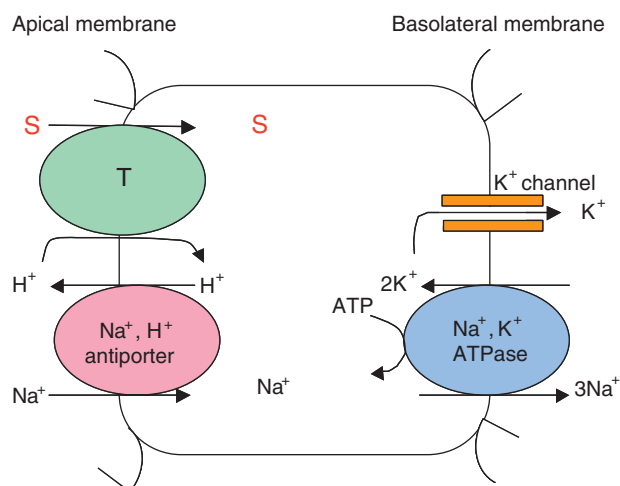 Apical membrane
Basolateral membrane
S
S
T
K⁺ channel
K⁺
H⁺
H⁺
2K⁺
ATP
Na⁺, H⁺
antiporter
Na⁺, K⁺
ATPase
Na⁺
Na⁺
3Na⁺